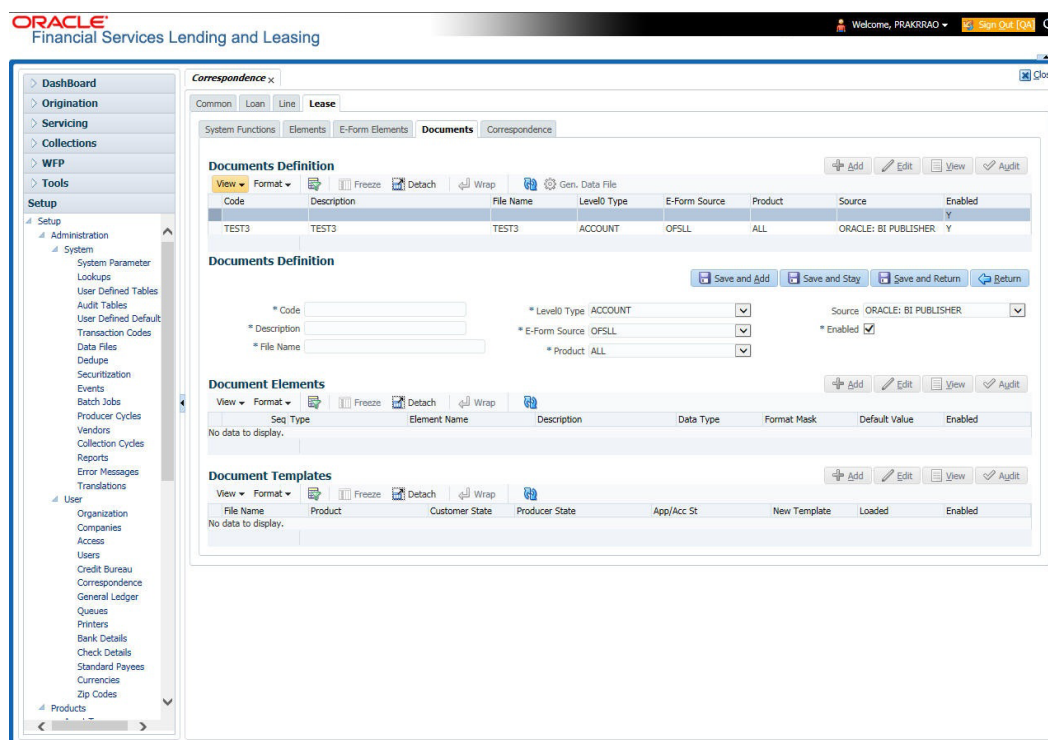 ORACLE
Financial Services Lending and Leasing
Welcome, PRAKRRAO
Sign Out [QA]
DashBoard
Origination
Servicing
Collections
WFP
Tools
Setup
Setup
Administration
System
System Parameter
Lookups
User Defined Tables
Audit Tables
User Defined Default
Transaction Codes
Data Files
Dedupe
Securitization
Events
Batch Jobs
Producer Cycles
Vendors
Collection Cycles
Reports
Error Messages
Translations
User
Organization
Companies
Access
Users
Credit Bureau
Correspondence
General Ledger
Queues
Printers
Bank Details
Check Details
Standard Payees
Currencies
Zip Codes
Products
Correspondence
Clos
Common Loan Line Lease
System Functions Elements E-Form Elements Documents Correspondence
Documents Definition
Add Edit View Audit
View Format Freeze Detach Wrap Gen. Data File
Code Description File Name Level0 Type E-Form Source Product Source Enabled
Y
TEST3 TEST3 TEST3 ACCOUNT OFSLL ALL ORACLE: BI PUBLISHER Y
Documents Definition
Save and Add Save and Stay Save and Return Return
* Code * Level0 Type ACCOUNT Source ORACLE: BI PUBLISHER
* Description * E-Form Source OFSLL * Enabled
* File Name * Product ALL
Document Elements
Add Edit View Audit
View Format Freeze Detach Wrap
Seq Type Element Name Description Data Type Format Mask Default Value Enabled
No data to display.
Document Templates
Add Edit View Audit
View Format Freeze Detach Wrap
File Name Product Customer State Producer State App/Acc St New Template Loaded Enabled
No data to display.